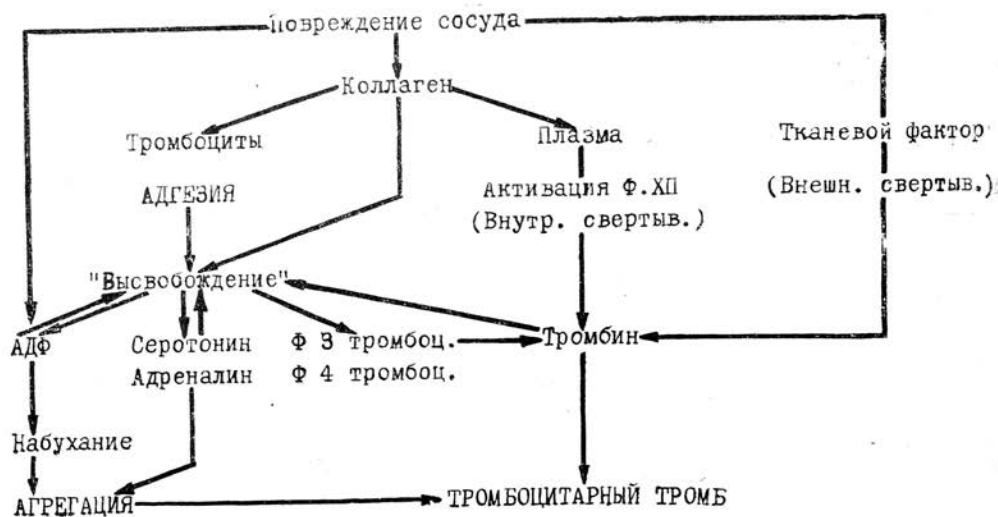 Повреждение сосуда
Коллаген
Тромбоциты
Плазма
Тканевой фактор
АДГЕЗИЯ
Активация Ф.ХП
(Внешн. свертыв.)
(Внутр. свертыв.)
"Высвобождение"
АДФ
Серотонин
Ф 3 тромбоц.
Тромбин
Адреналин
Ф 4 тромбоц.
Набухание
АГРЕГАЦИЯ
ТРОМБОЦИТАРНЫЙ ТРОМБ